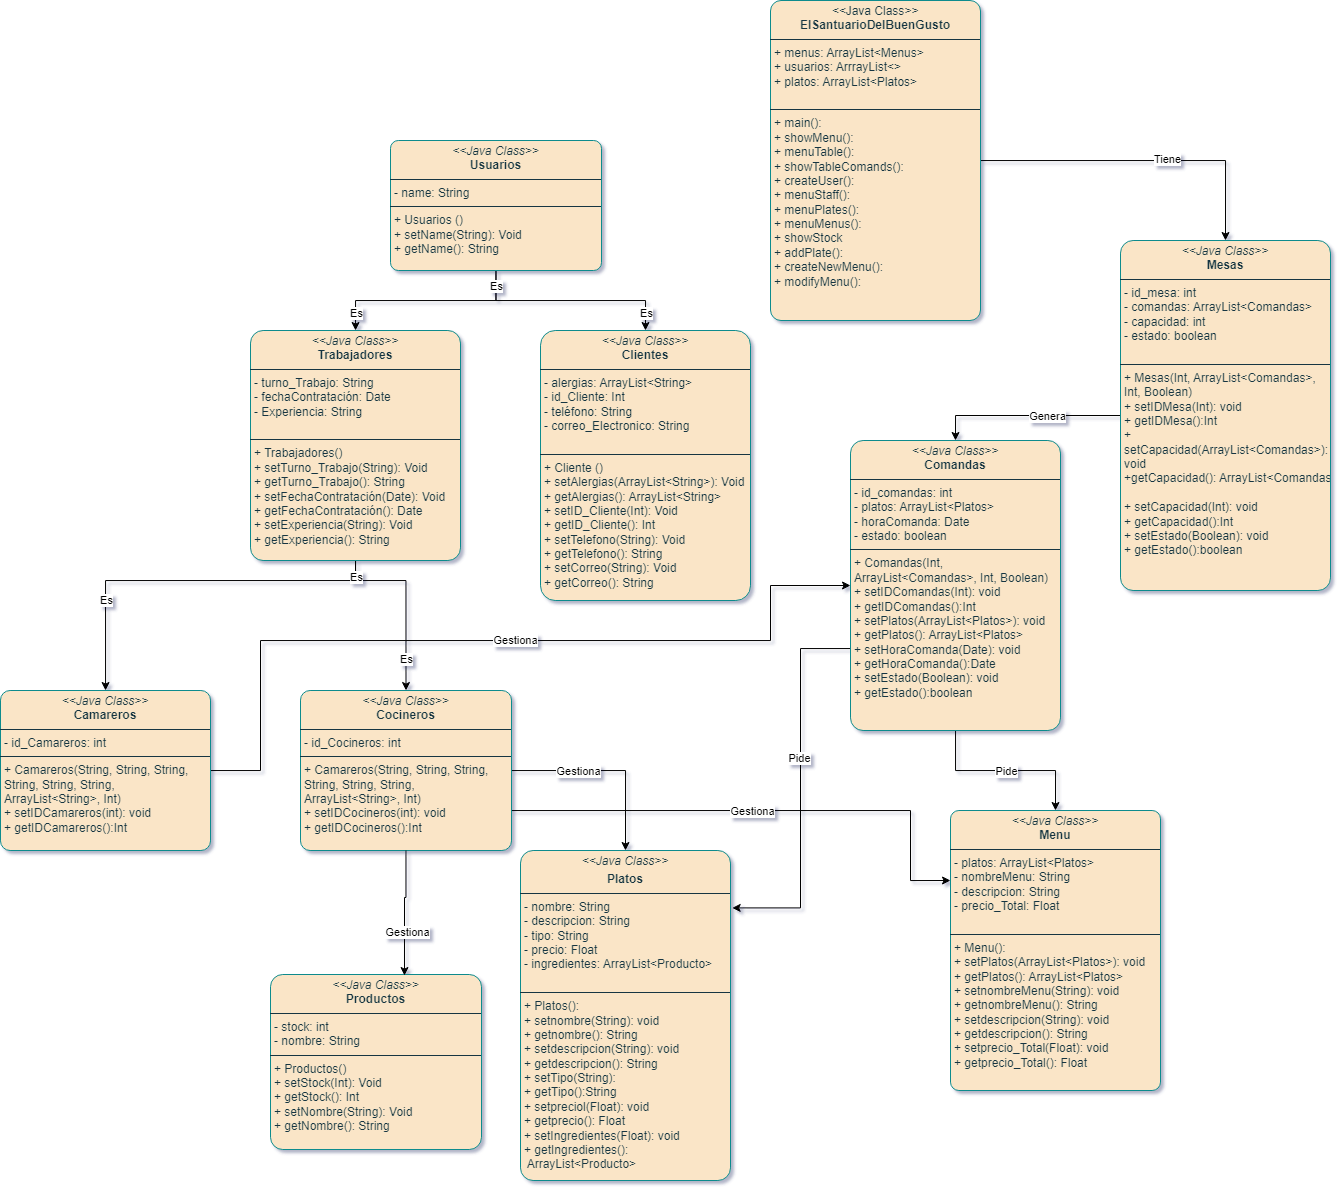 <<Java Class>>
ElSantuarioDelBuenGusto
+ menus: ArrayList<Menus>
+ usuarios: ArrrayList<>
+ platos: ArrayList<Platos>
+ main():
+ showMenu():
+ menuTable():
+ showTableComands():
+ createUser():
+ menuStaff():
+ menuPlates():
+ menuMenus():
+ showStock
+ addPlate():
+ createNewMenu():
+ modifyMenu():
Tiene
<<Java Class>>
Usuarios
- name: String
+ Usuarios ()
+ setName(String): Void
+ getName(): String
Es
Es
Es
<<Java Class>>
Mesas
- id_mesa: int
- comandas: ArrayList<Comandas>
- capacidad: int
- estado: boolean
+ Mesas(Int, ArrayList<Comandas>,
Int, Boolean)
+ setIDMesa(Int): void
+ getIDMesa():Int
+
setCapacidad(ArrayList<Comandas>):
void
+getCapacidad(): ArrayList<Comandas
+ setCapacidad(Int): void
+ getCapacidad():Int
+ setEstado(Boolean): void
+ getEstado():boolean
Genera
<<Java Class>>
Trabajadores
- turno_Trabajo: String
- fechaContratación: Date
- Experiencia: String
+ Trabajadores()
+ setTurno_Trabajo(String): Void
+ getTurno_Trabajo(): String
+ setFechaContratación(Date): Void
+ getFechaContratación(): Date
+ setExperiencia(String): Void
+ getExperiencia(): String
<<Java Class>>
Clientes
- alergias: ArrayList<String>
- id_Cliente: Int
- teléfono: String
- correo_Electronico: String
+ Cliente ()
+ setAlergias(ArrayList<String>): Void
+ getAlergias(): ArrayList<String>
+ setID_Cliente(Int): Void
+ getID_Cliente(): Int
+ setTelefono(String): Void
+ getTelefono(): String
+ setCorreo(String): Void
+ getCorreo(): String
<<Java Class>>
Comandas
- id_comandas: int
- platos: ArrayList<Platos>
- horaComanda: Date
- estado: boolean
+ Comandas(Int,
ArrayList<Comandas>, Int, Boolean)
+ setIDComandas(Int): void
+ getIDComandas():Int
+ setPlatos(ArrayList<Platos>): void
+ getPlatos(): ArrayList<Platos>
+ setHoraComanda(Date): void
+ getHoraComanda():Date
+ setEstado(Boolean): void
+ getEstado():boolean
Es
Es
Es
Gestiona
Pide
Pide
<<Java Class>>
Camareros
- id_Camareros: int
+ Camareros(String, String, String,
String, String, String,
ArrayList<String>, Int)
+ setIDCamareros(int): void
+ getIDCamareros():Int
<<Java Class>>
Cocineros
- id_Cocineros: int
+ Camareros(String, String, String,
String, String, String,
ArrayList<String>, Int)
+ setIDCocineros(int): void
+ getIDCocineros():Int
Gestiona
Gestiona
Gestiona
<<Java Class>>
Menu
- platos: ArrayList<Platos>
- nombreMenu: String
- descripcion: String
- precio_Total: Float
+ Menu():
+ setPlatos(ArrayList<Platos>): void
+ getPlatos(): ArrayList<Platos>
+ setnombreMenu(String): void
+ getnombreMenu(): String
+ setdescripcion(String): void
+ getdescripcion(): String
+ setprecio_Total(Float): void
+ getprecio_Total(): Float
<<Java Class>>
Platos
- nombre: String
- descripcion: String
- tipo: String
- precio: Float
- ingredientes: ArrayList<Producto>
+ Platos():
+ setnombre(String): void
+ getnombre(): String
+ setdescripcion(String): void
+ getdescripcion(): String
+ setTipo(String):
+ getTipo():String
+ setpreciol(Float): void
+ getprecio(): Float
+ setIngredientes(Float): void
+ getIngredientes():
ArrayList<Producto>
<<Java Class>>
Productos
- stock: int
- nombre: String
+ Productos()
+ setStock(Int): Void
+ getStock(): Int
+ setNombre(String): Void
+ getNombre(): String